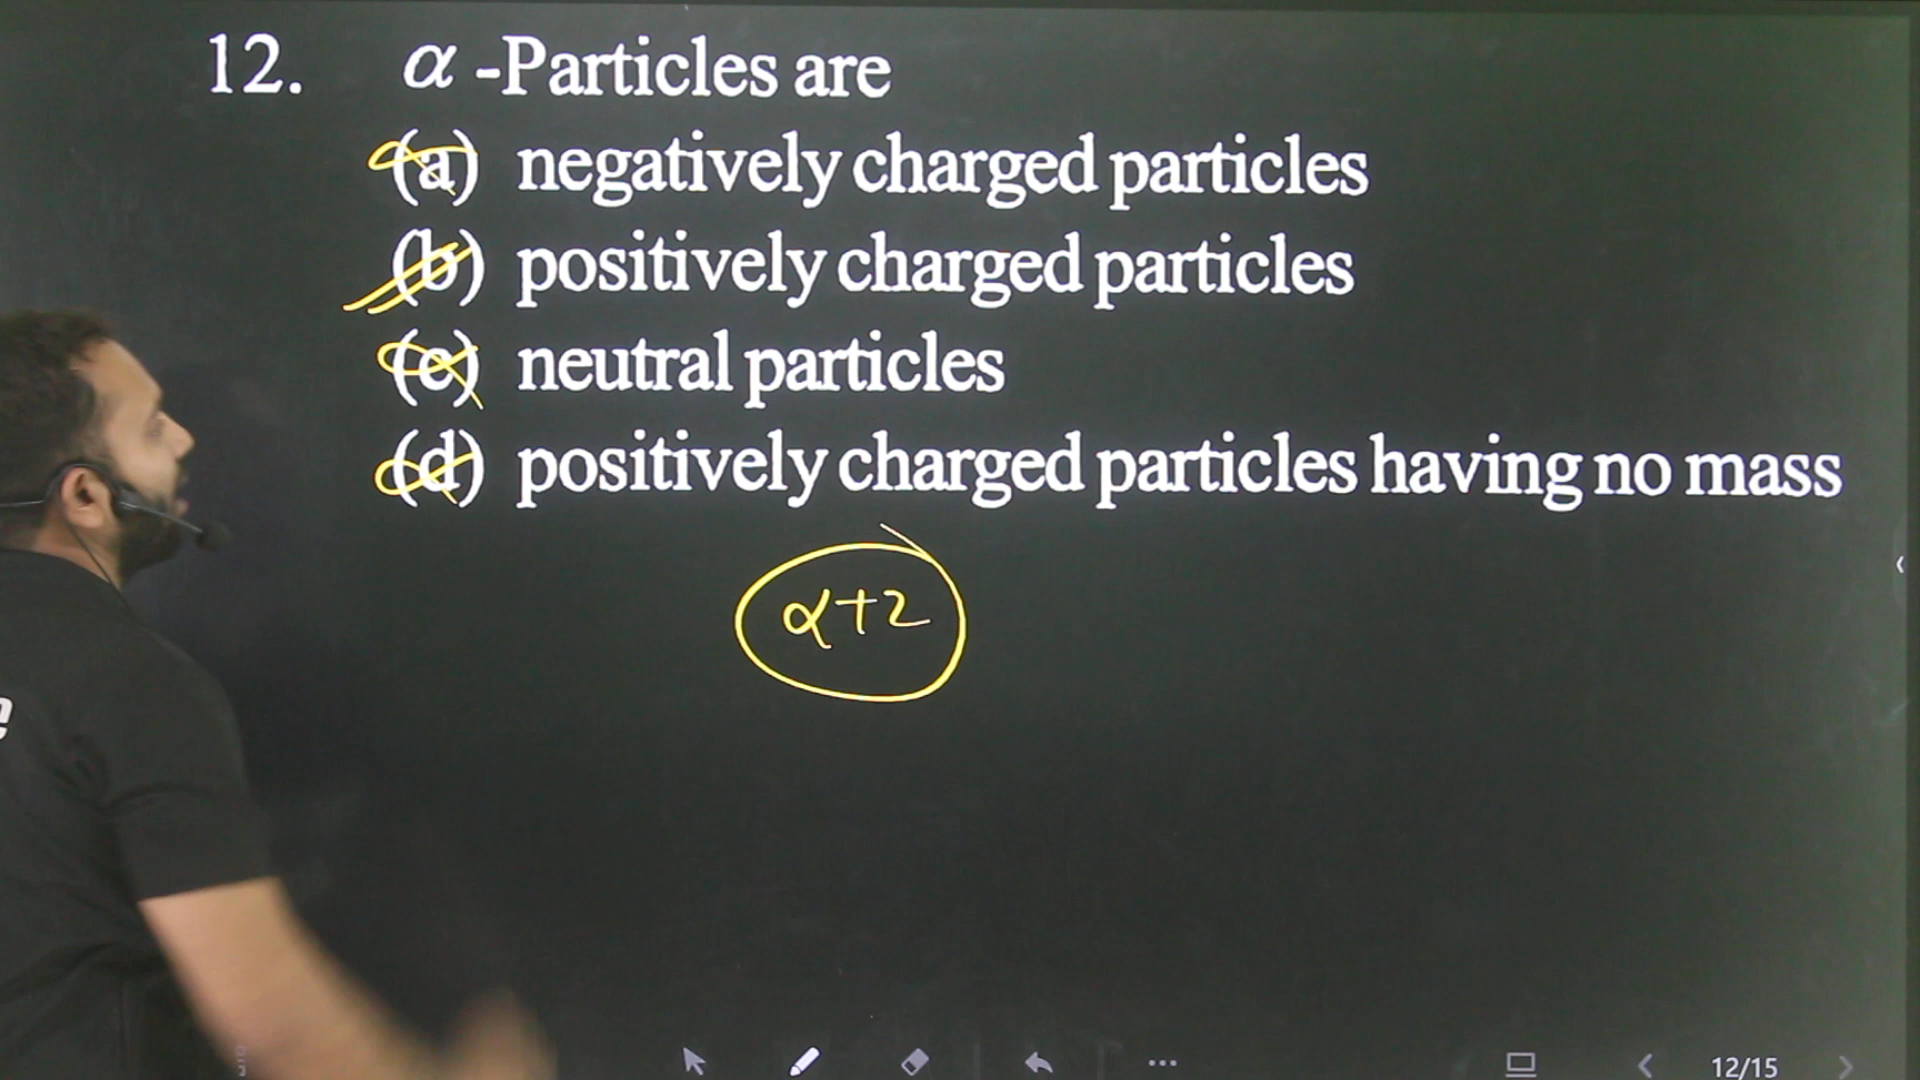 12. α -Particles are
(a) negatively charged particles
(b) positively charged particles
(c) neutral particles
(d) positively charged particles having no mass
α+2
12/15